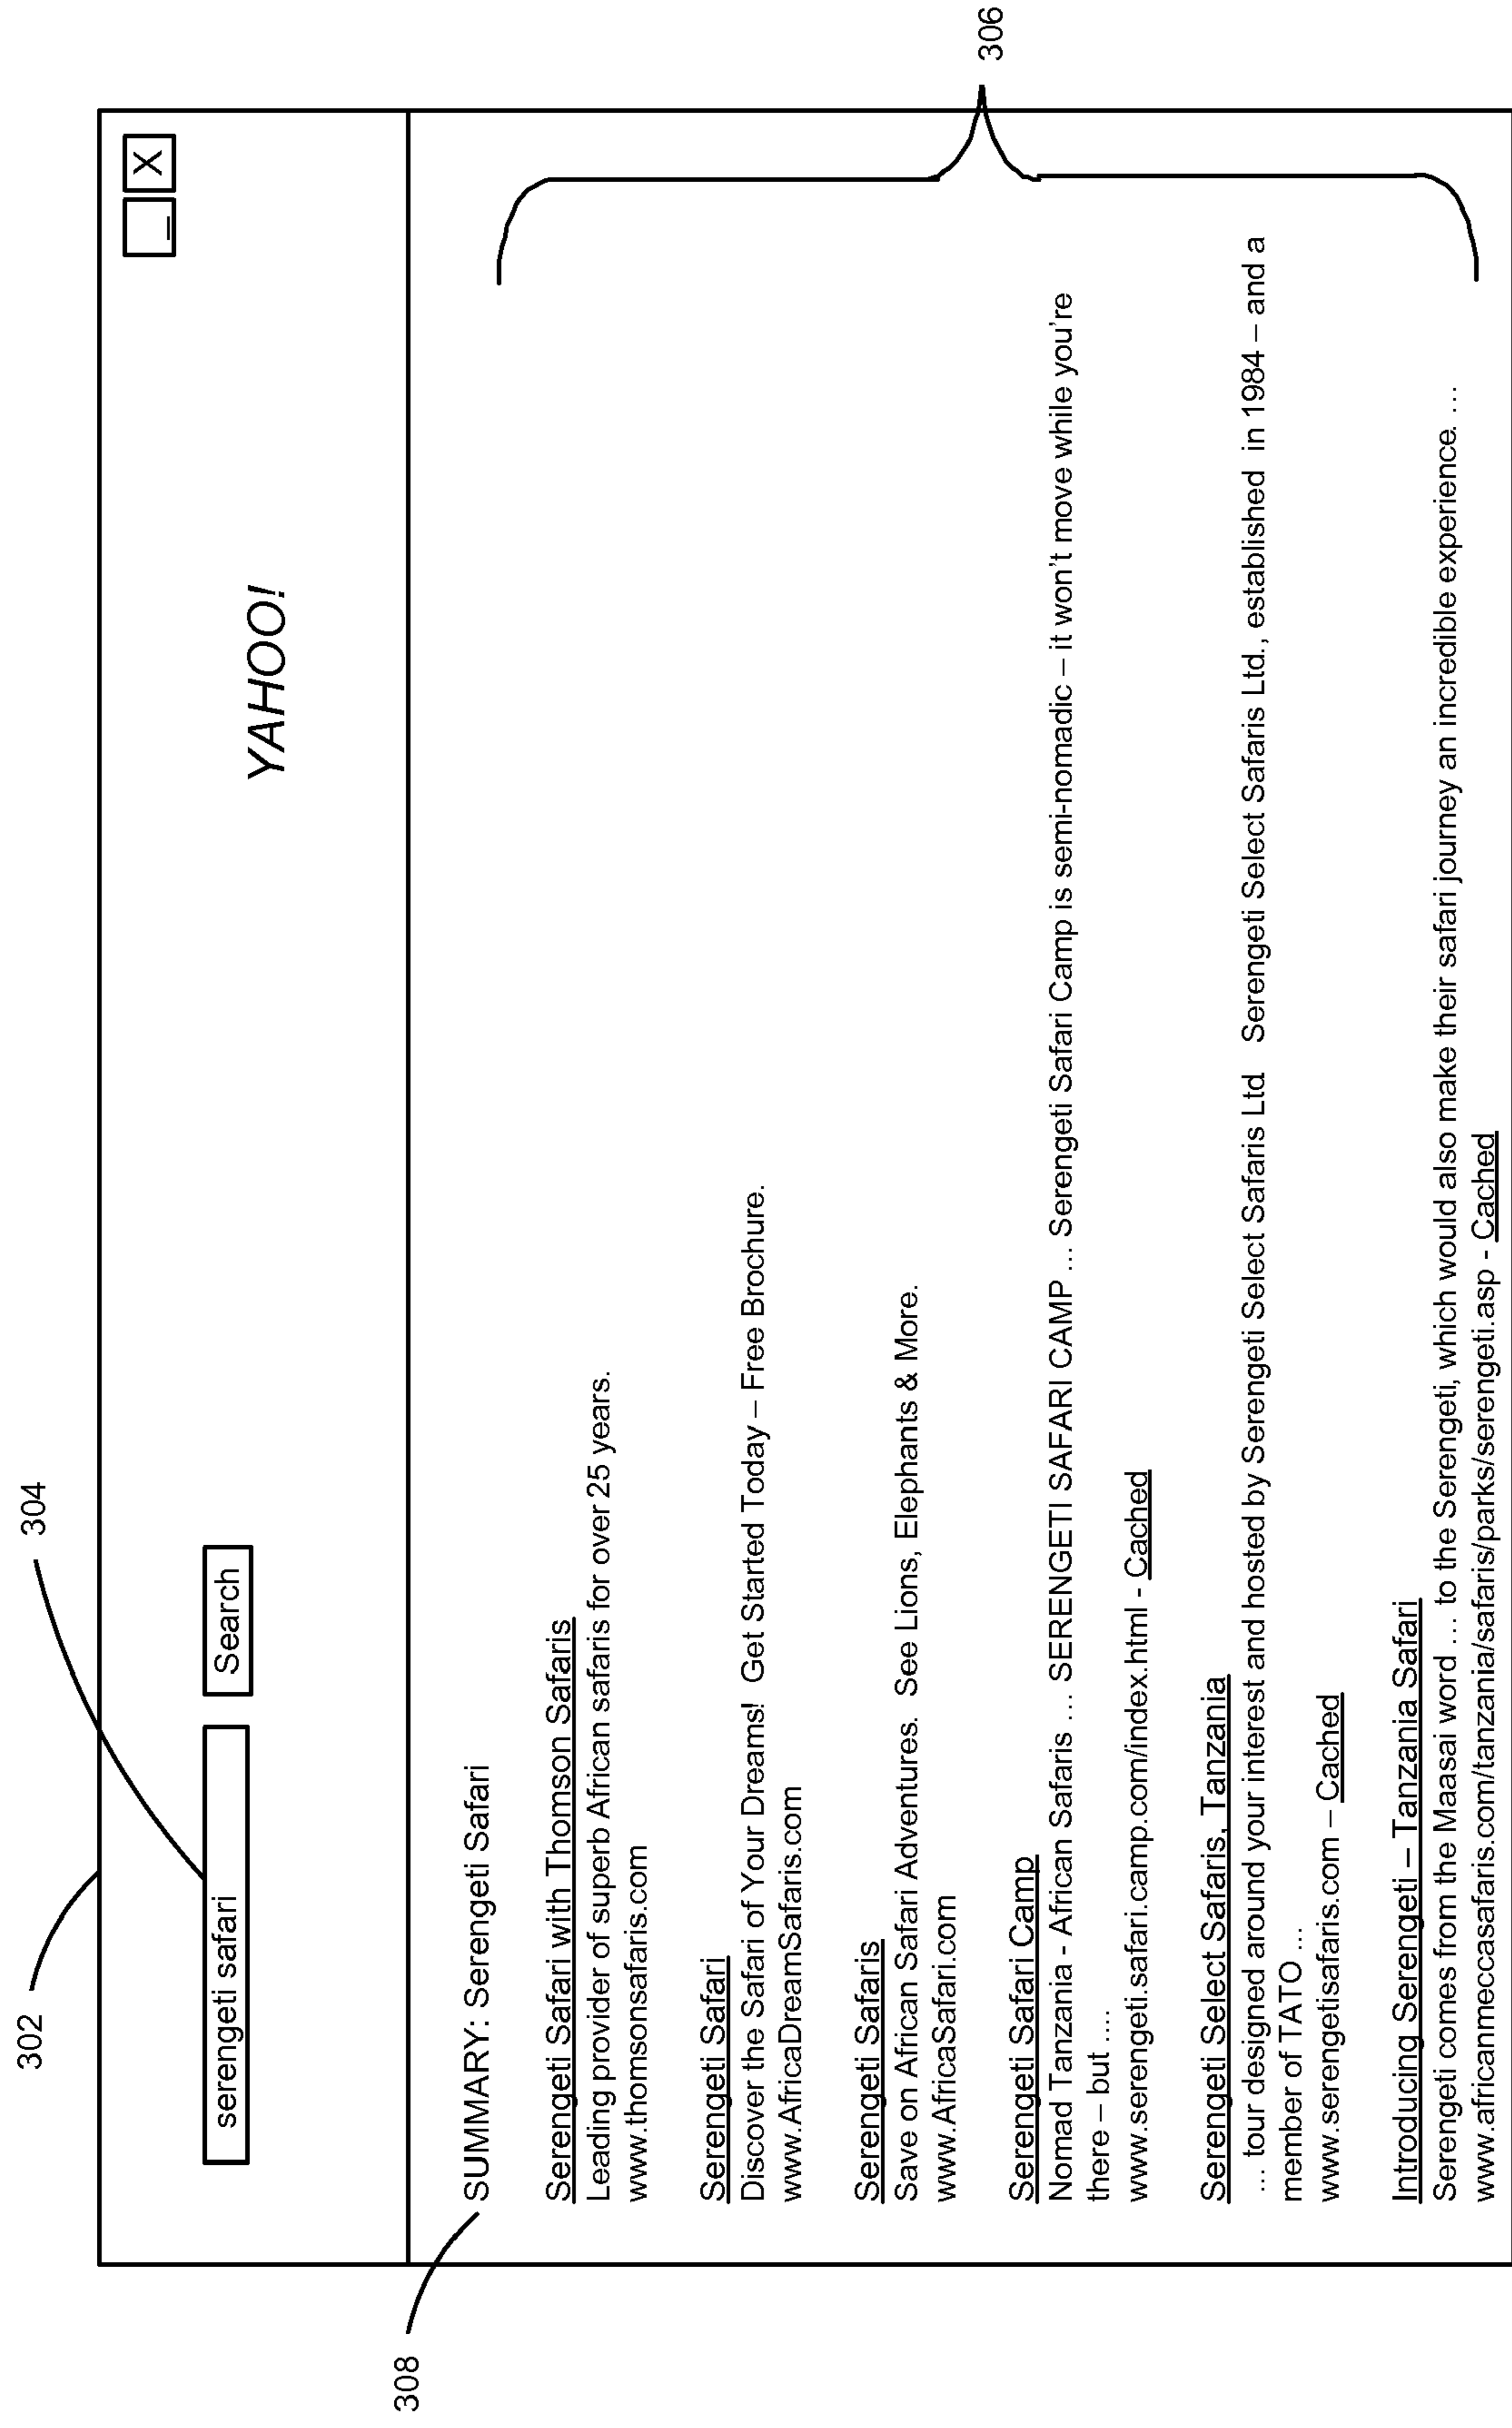 302
304
serengeti safari
Search
YAHOO!
_
X
308
SUMMARY: Serengeti Safari
306
Serengeti Safari with Thomson Safaris
Leading provider of superb African safaris for over 25 years.
www.thomsonsafaris.com
Serengeti Safari
Discover the Safari of Your Dreams! Get Started Today – Free Brochure.
www.AfricaDreamSafaris.com
Serengeti Safaris
Save on African Safari Adventures. See Lions, Elephants & More.
www.AfricaSafari.com
Serengeti Safari Camp
Nomad Tanzania - African Safaris ... SERENGETI SAFARI CAMP ... Serengeti Safari Camp is semi-nomadic – it won't move while you're
there – but ....
www.serengeti.safari.camp.com/index.html - Cached
Serengeti Select Safaris, Tanzania
... tour designed around your interest and hosted by Serengeti Select Safaris Ltd Serengeti Select Safaris Ltd., established in 1984 – and a
member of TATO ...
www.serengetisafaris.com – Cached
Introducing Serengeti – Tanzania Safari
Serengeti comes from the Maasai word ... to the Serengeti, which would also make their safari journey an incredible experience. ...
www.africanmeccasafaris.com/tanzania/safaris/parks/serengeti.asp - Cached